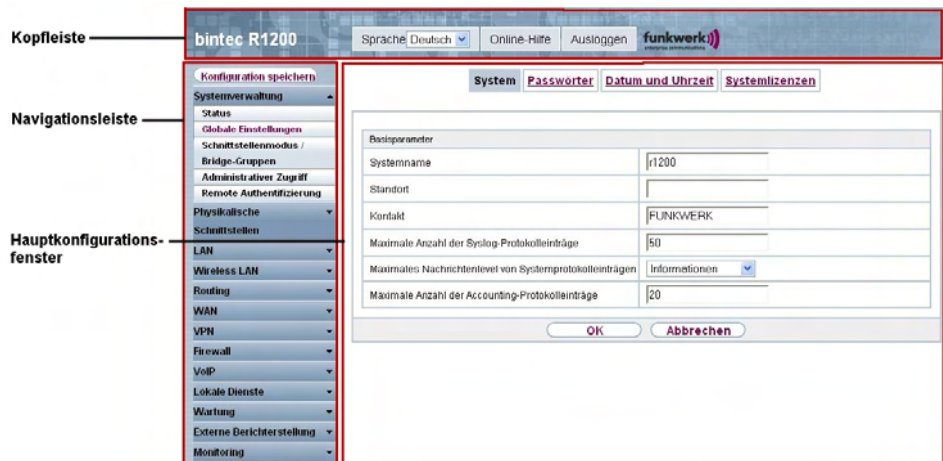 Kopfleiste
bintec R1200
Sprache Deutsch
Online-Hilfe
Ausloggen
funkwerk
enterprise communications
Navigationsleiste
Konfiguration speichern
Systemverwaltung
Status
Globale Einstellungen
Schnittstellenmodus /
Bridge-Gruppen
Administrativer Zugriff
Remote Authentifizierung
Physikalische
Schnittstellen
LAN
Wireless LAN
Routing
WAN
VPN
Firewall
VoIP
Lokale Dienste
Wartung
Externe Berichterstellung
Monitoring
Hauptkonfigurations-
fenster
System Passwörter Datum und Uhrzeit Systemlizenzen
Basisparameter
Systemname r1200
Standort
Kontakt FUNKWERK
Maximale Anzahl der Syslog-Protokolleinträge 50
Maximales Nachrichtenlevel von Systemprotokolleinträgen Informationen
Maximale Anzahl der Accounting-Protokolleinträge 20
OK Abbrechen